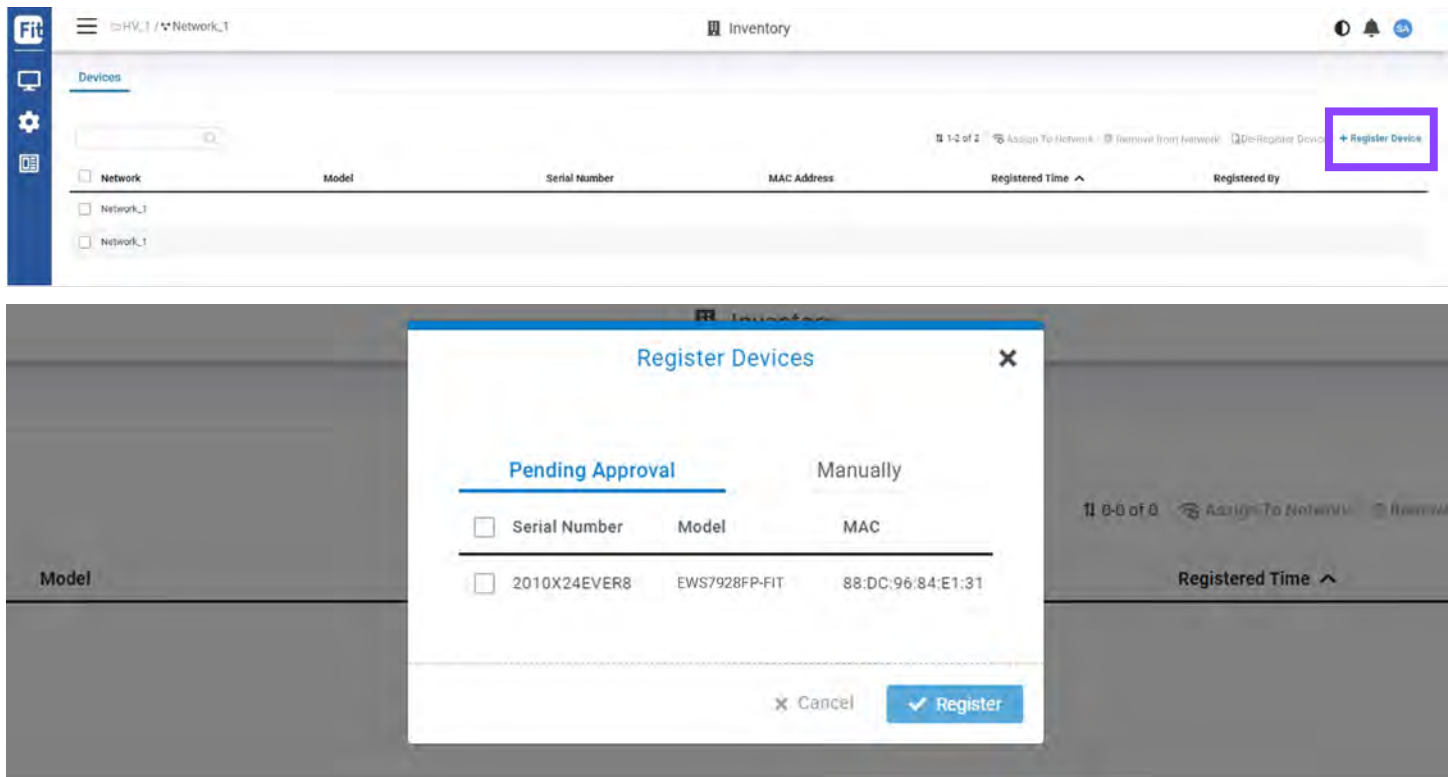 Fit HV_1 / Network_1 Inventory SA
Devices
1-2 of 2 Assign To Network Remove from Network De-Register Device + Register Device
Network Model Serial Number MAC Address Registered Time Registered By
Network_1
Network_1
Inventory
Register Devices
Pending Approval Manually
0-0 of 0 Assign To Network
Serial Number Model MAC
Model Registered Time
2010X24EVER8 EWS7928FP-FIT 88:DC:96:84:E1:31
Cancel Register